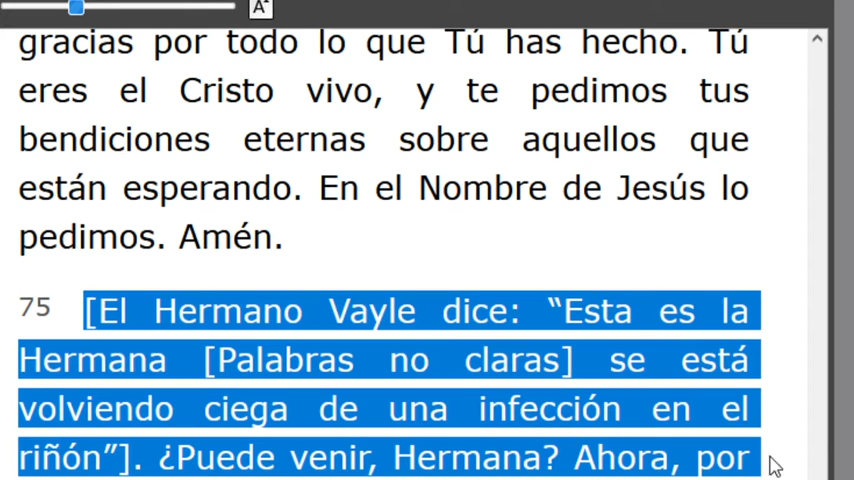 A
gracias por todo lo que Tú has hecho. Tú
eres el Cristo vivo, y te pedimos tus
bendiciones eternas sobre aquellos que
están esperando. En el Nombre de Jesús lo
pedimos. Amén.
75 [El Hermano Vayle dice: “Esta es la
Hermana [Palabras no claras] se está
volviendo ciega de una infección en el
riñón”]. ¿Puede venir, Hermana? Ahora, por